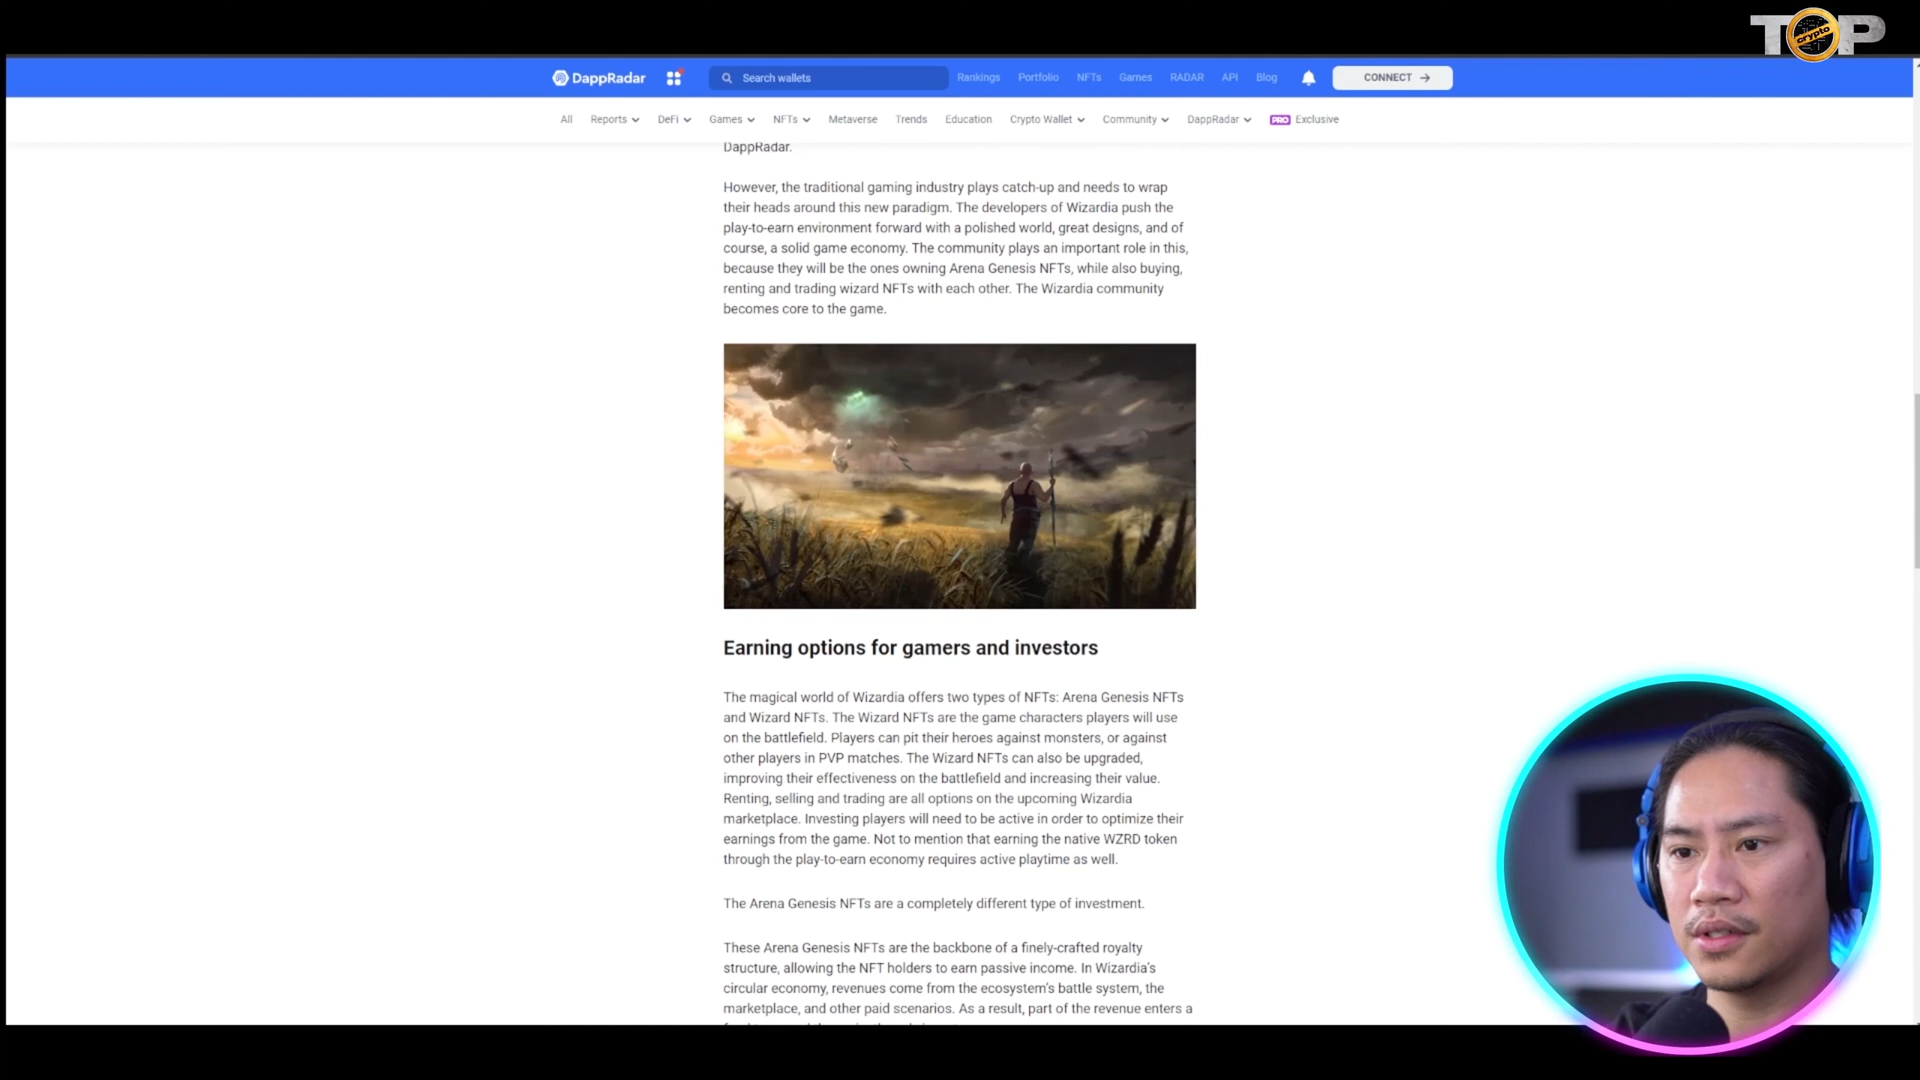 TOP
crypto
DappRadar
Search wallets
Rankings
Portfolio
NFTs
Games
RADAR
API
Blog
CONNECT
All
Reports
DeFi
Games
NFTs
Metaverse
Trends
Education
Crypto Wallet
Community
DappRadar
PRO Exclusive
DappRadar.
However, the traditional gaming industry plays catch-up and needs to wrap
their heads around this new paradigm. The developers of Wizardia push the
play-to-earn environment forward with a polished world, great designs, and of
course, a solid game economy. The community plays an important role in this,
because they will be the ones owning Arena Genesis NFTs, while also buying,
renting and trading wizard NFTs with each other. The Wizardia community
becomes core to the game.
Earning options for gamers and investors
The magical world of Wizardia offers two types of NFTs: Arena Genesis NFTs
and Wizard NFTs. The Wizard NFTs are the game characters players will use
on the battlefield. Players can pit their heroes against monsters, or against
other players in PVP matches. The Wizard NFTs can also be upgraded,
improving their effectiveness on the battlefield and increasing their value.
Renting, selling and trading are all options on the upcoming Wizardia
marketplace. Investing players will need to be active in order to optimize their
earnings from the game. Not to mention that earning the native WZRD token
through the play-to-earn economy requires active playtime as well.
The Arena Genesis NFTs are a completely different type of investment.
These Arena Genesis NFTs are the backbone of a finely-crafted royalty
structure, allowing the NFT holders to earn passive income. In Wizardia's
circular economy, revenues come from the ecosystem's battle system, the
marketplace, and other paid scenarios. As a result, part of the revenue enters a